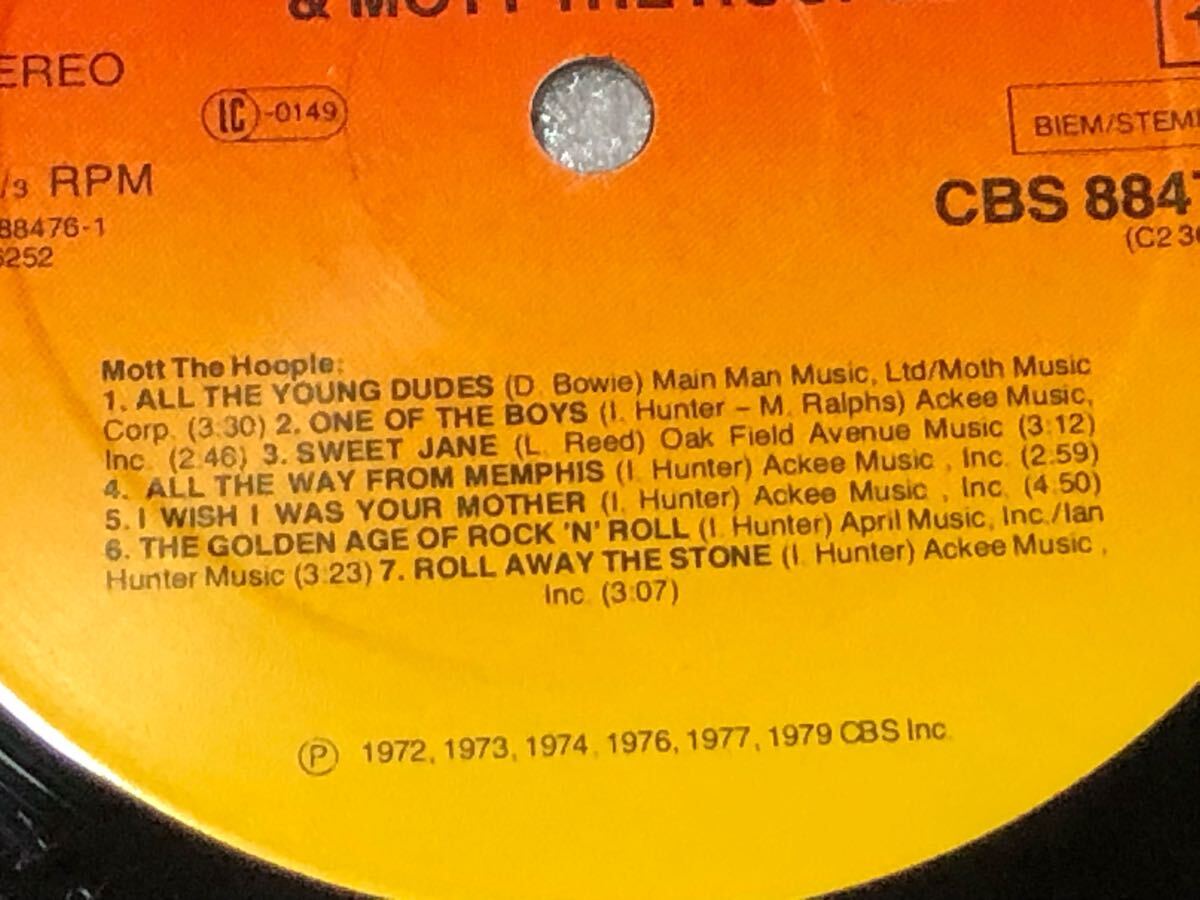 & MOTT THE
EREO
LC -0149
BIEM/STEM
/3 RPM
CBS 8847
88476-1
(C2 3
6252
Mott The Hoople:
1. ALL THE YOUNG DUDES (D. Bowie) Main Man Music, Ltd/Moth Music
Corp. (3:30) 2. ONE OF THE BOYS (I. Hunter – M. Ralphs) Ackee Music,
Inc. (2:46) 3. SWEET JANE (L. Reed) Oak Field Avenue Music (3:12)
4. ALL THE WAY FROM MEMPHIS (I. Hunter) Ackee Music , Inc. (2:59)
5. I WISH I WAS YOUR MOTHER (I. Hunter) Ackee Music , Inc. (4:50)
6. THE GOLDEN AGE OF ROCK 'N' ROLL (I. Hunter) April Music, Inc./Ian
Hunter Music (3:23) 7. ROLL AWAY THE STONE (I. Hunter) Ackee Music ,
Inc. (3:07)
Ⓟ 1972, 1973, 1974, 1976, 1977, 1979 CBS Inc.